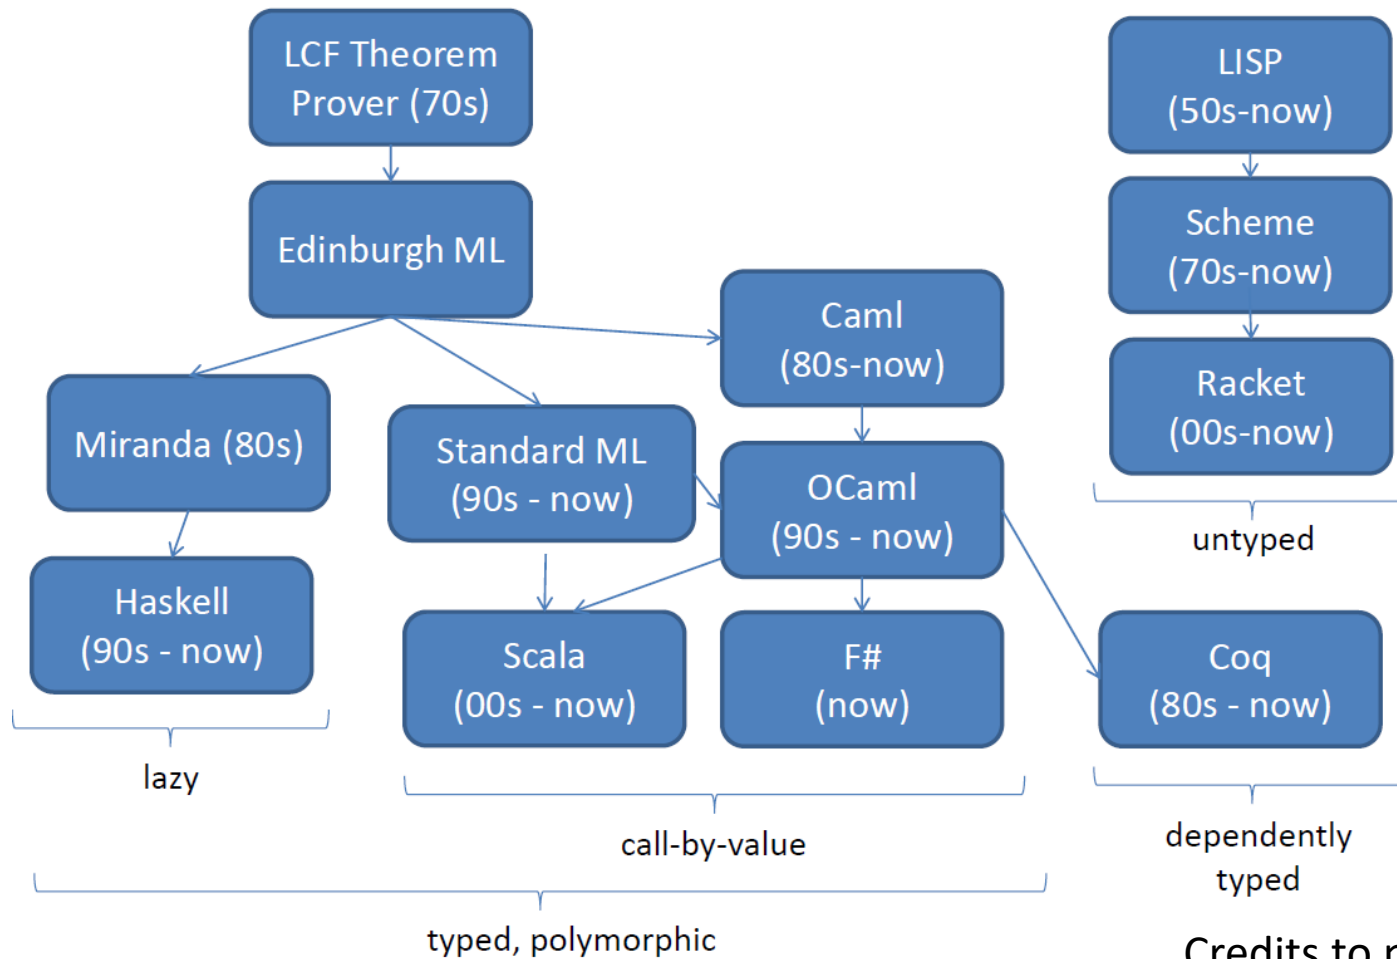 LCF Theorem
Prover (70s)
Edinburgh ML
Miranda (80s)
Haskell
(90s - now)
Standard ML
(90s - now)
Caml
(80s-now)
OCaml
(90s - now)
Scala
(00s - now)
F#
(now)
LISP
(50s-now)
Scheme
(70s-now)
Racket
(00s-now)
untyped
Coq
(80s - now)
lazy
call-by-value
dependently
typed
typed, polymorphic
Credits to